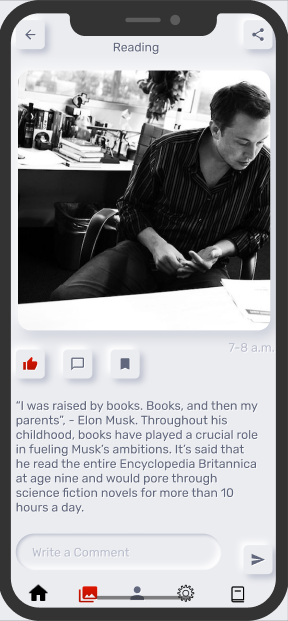 Reading
7-8 a.m.
“I was raised by books. Books, and then my
parents”, - Elon Musk. Throughout his
childhood, books have played a crucial role
in fueling Musk’s ambitions. It’s said that
he read the entire Encyclopedia Britannica
at age nine and would pore through
science fiction novels for more than 10
hours a day.
Write a Comment